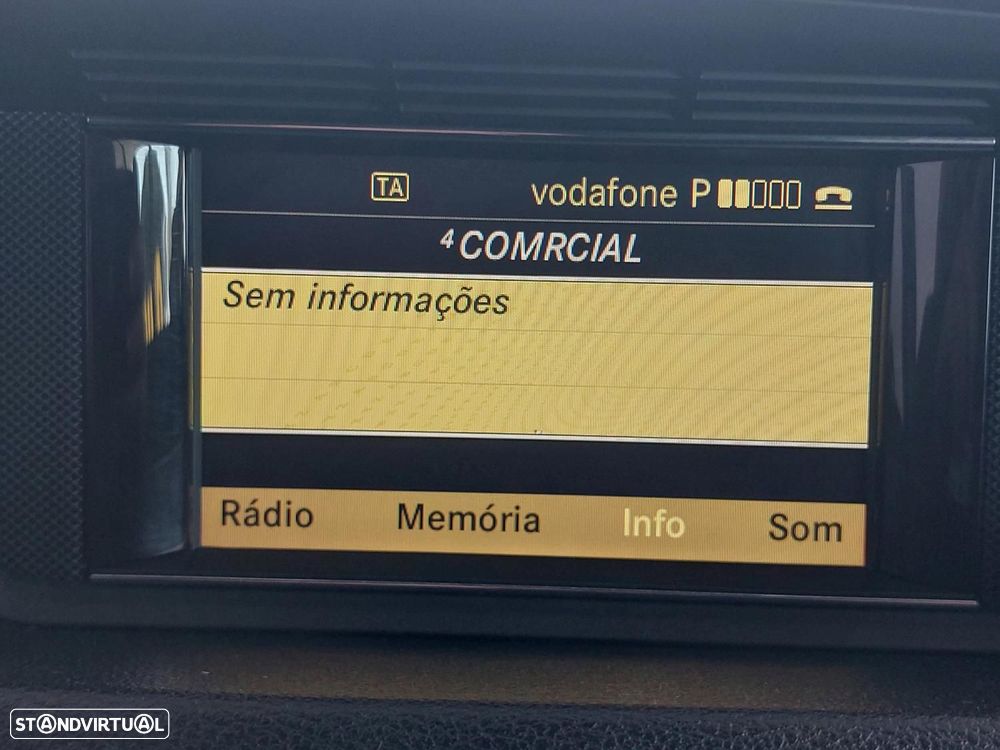 TA vodafone P
4 COMRCIAL
Sem informações
Rádio Memória Info Som
STANDVIRTUAL